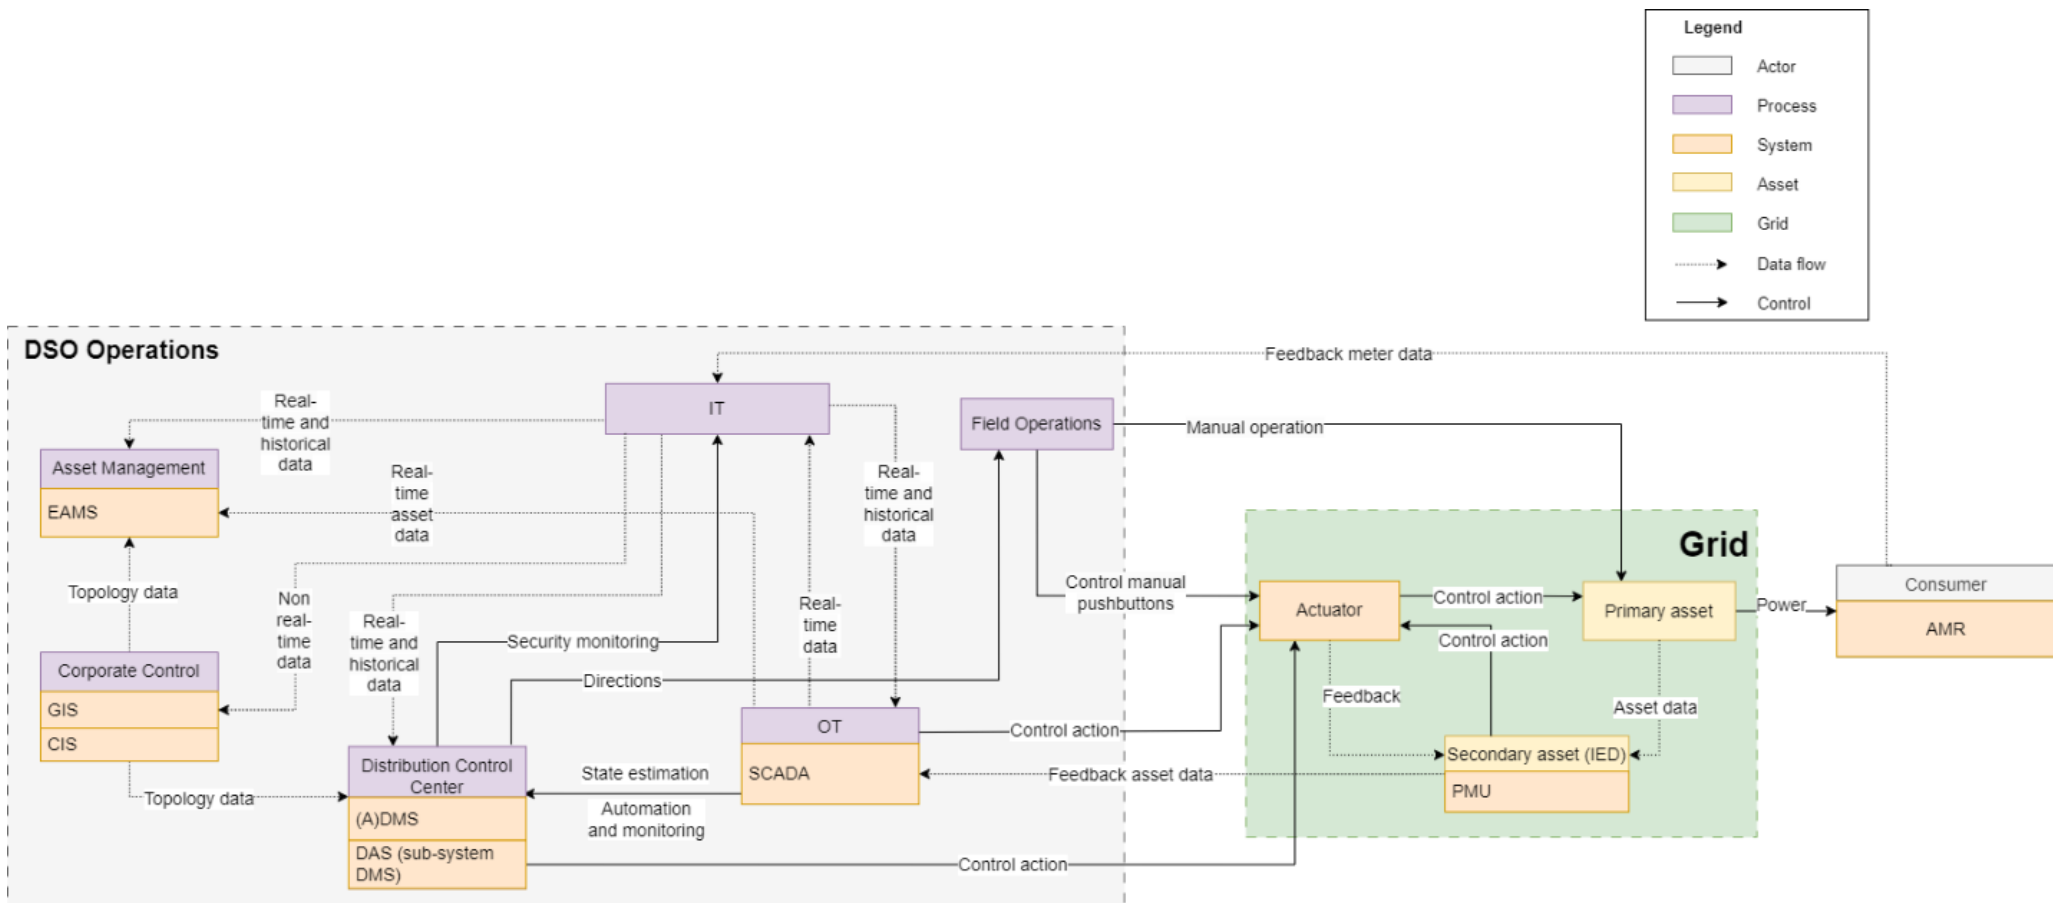 Legend
Actor
Process
System
Asset
Grid
Data flow
Control
DSO Operations
Feedback meter data
Real-
time and
historical
data
IT
Field Operations
Manual operation
Asset Management
EAMS
Real-
time
asset
data
Real-
time and
historical
data
Grid
Topology data
Non
real-
time
data
Real-
time and
historical
data
Real-
time
data
Control manual
pushbuttons
Actuator
Control action
Primary asset
Power
Consumer
AMR
Control action
Security monitoring
Directions
Corporate Control
GIS
CIS
Feedback
Asset data
OT
SCADA
Control action
Secondary asset (IED)
PMU
Distribution Control
Center
(A)DMS
DAS (sub-system
DMS)
State estimation
Automation
and monitoring
Feedback asset data
Topology data
Control action